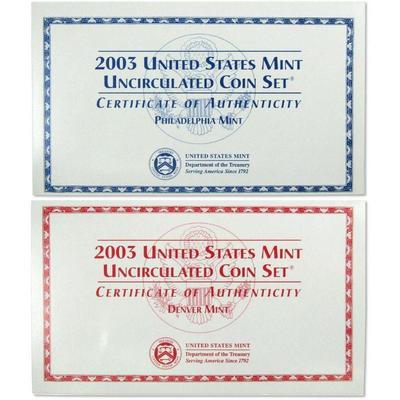 2003 United States Mint
Uncirculated Coin Set®
Certificate of Authenticity
Philadelphia Mint
UNITED STATES MINT
Department of the Treasury
Serving America Since 1792
2003 United States Mint
Uncirculated Coin Set®
Certificate of Authenticity
Denver Mint
UNITED STATES MINT
Department of the Treasury
Serving America Since 1792